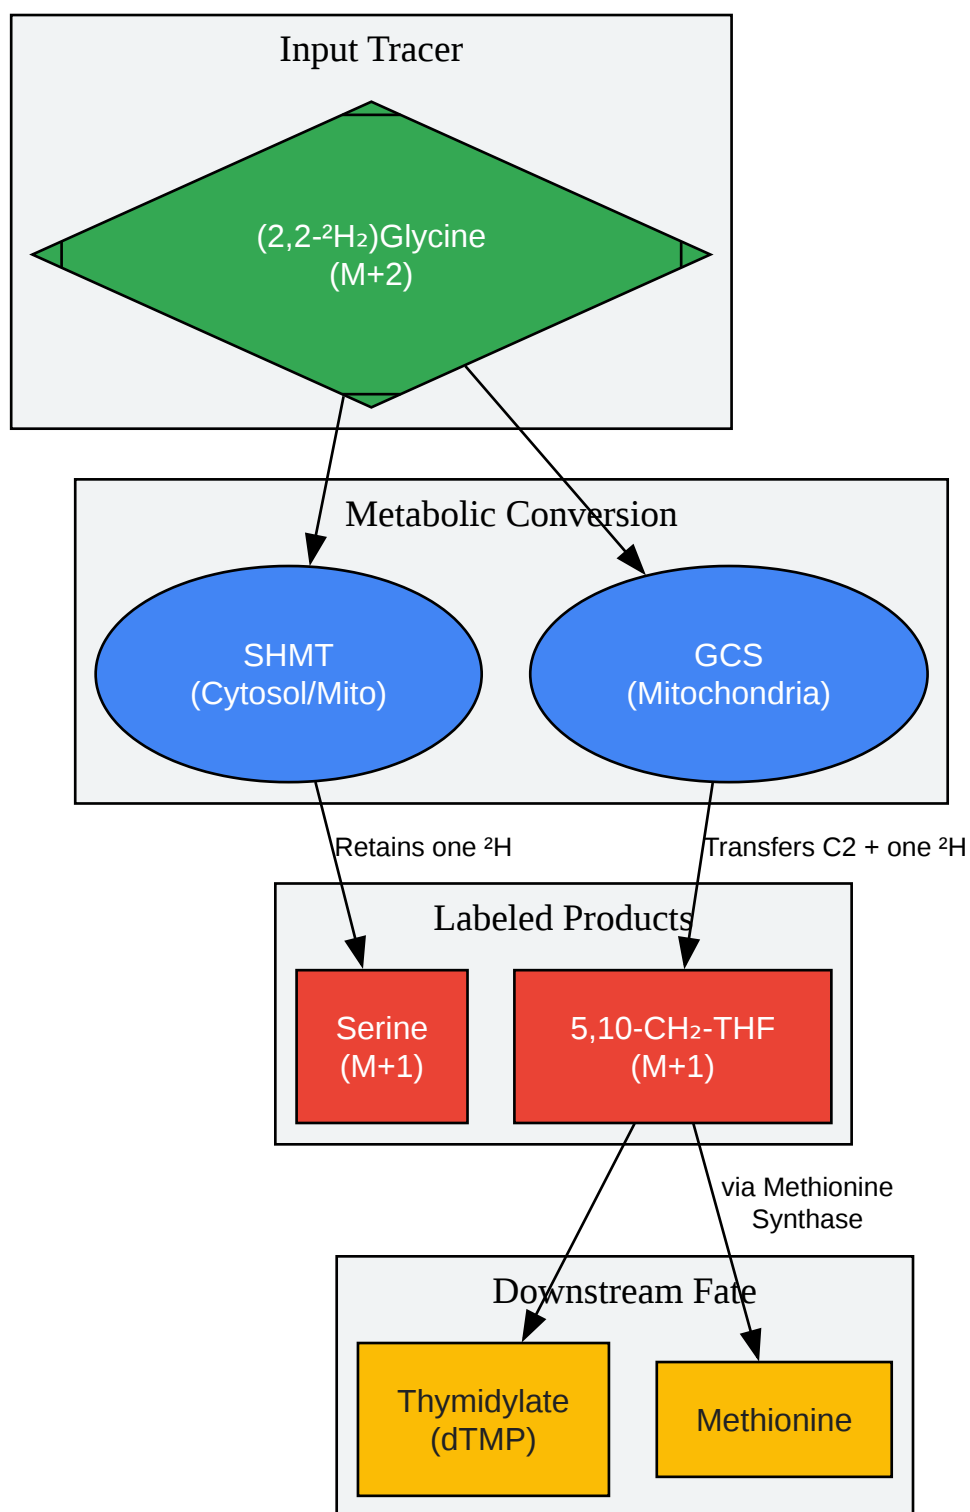 Input Tracer
(2,2-²H₂)Glycine
(M+2)
Metabolic Conversion
SHMT
(Cytosol/Mito)
GCS
(Mitochondria)
Retains one ²H
Transfers C2 + one ²H
Labeled Products
Serine
(M+1)
5,10-CH₂-THF
(M+1)
via Methionine
Synthase
Downstream Fate
Thymidylate
(dTMP)
Methionine